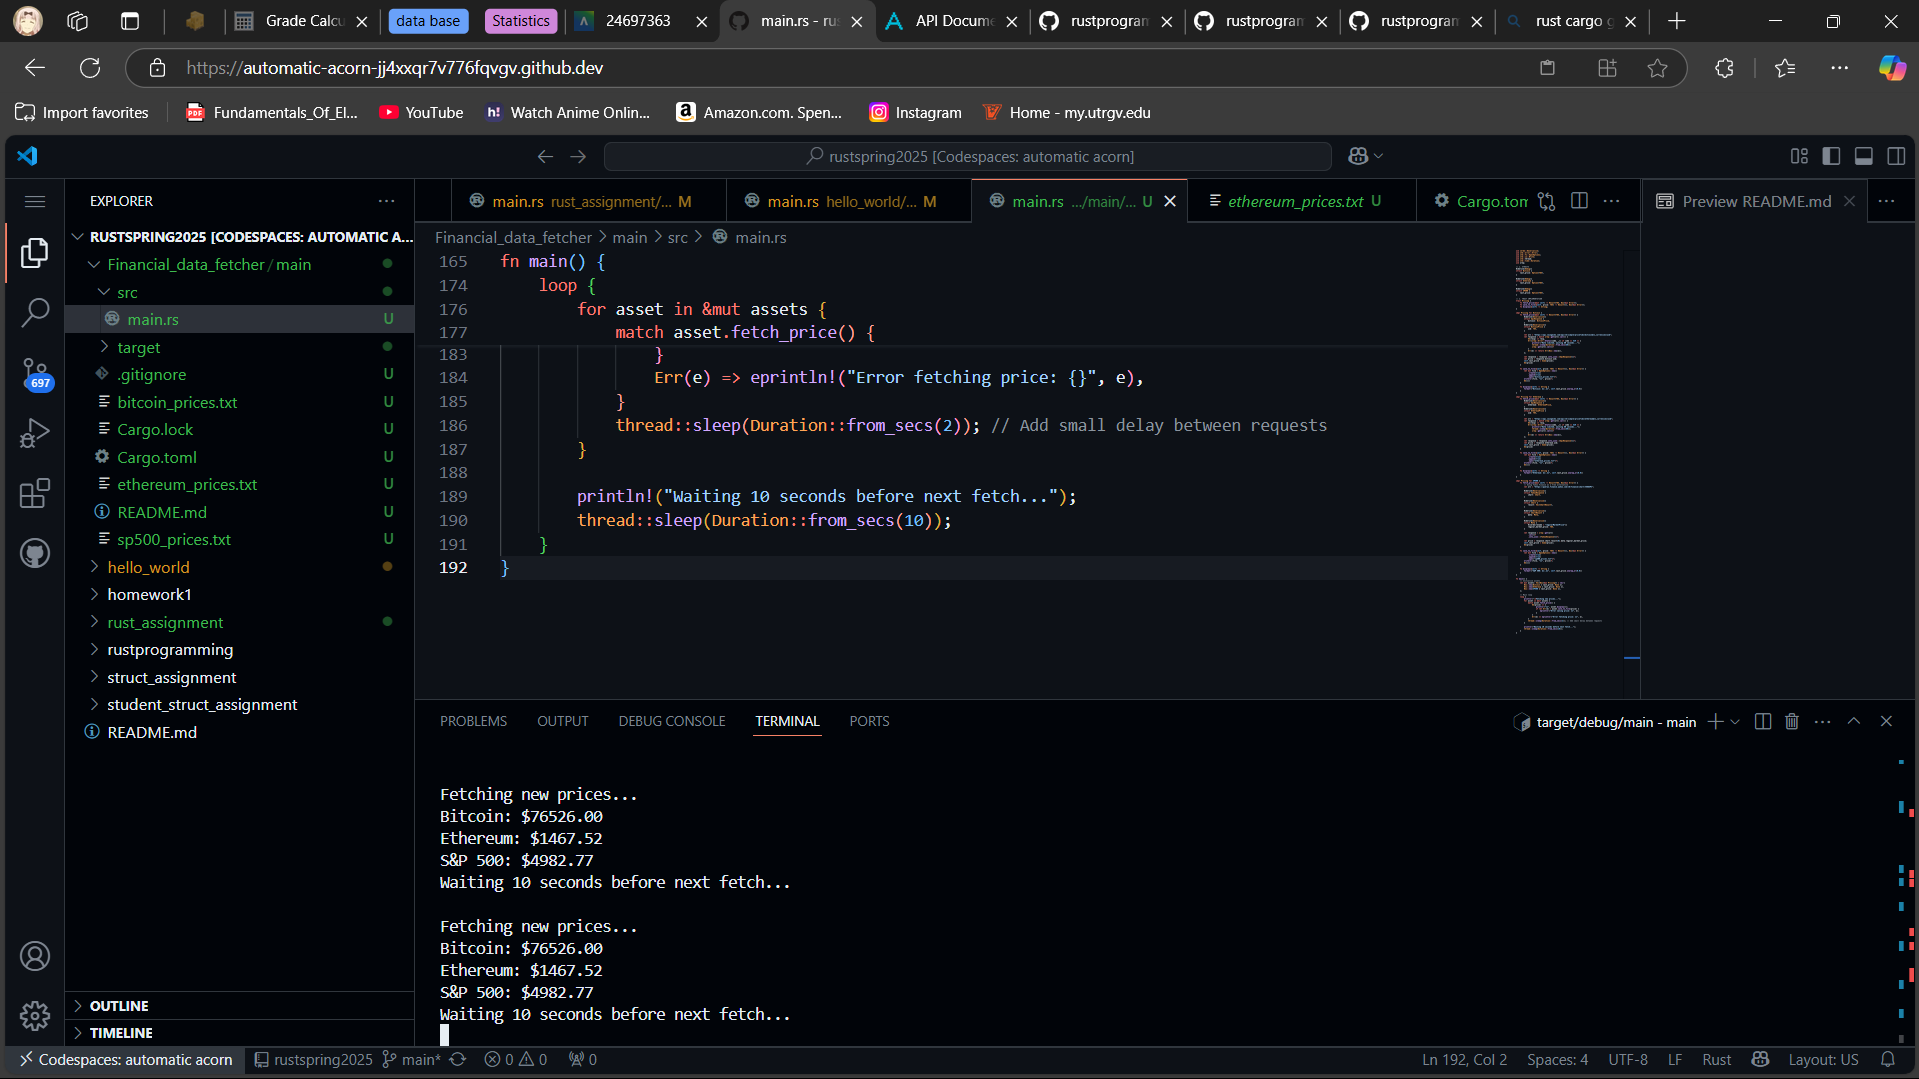 Grade Calcu
data base
Statistics
24697363
main.rs - rus
API Docume
rustprogram
rustprogram
rustprogram
rust cargo g
https://automatic-acorn-jj4xxqr7v776fqvgv.github.dev
Import favorites
Fundamentals_Of_El...
YouTube
Watch Anime Onlin...
Amazon.com. Spen...
Instagram
Home - my.utrgv.edu
rustspring2025 [Codespaces: automatic acorn]
EXPLORER
main.rs rust_assignment/... M
main.rs hello_world/... M
main.rs .../main/... U
ethereum_prices.txt U
Cargo.tom
Preview README.md
RUSTSPRING2025 [CODESPACES: AUTOMATIC A...
Financial_data_fetcher / main
src
main.rs U
target
.gitignore U
bitcoin_prices.txt U
Cargo.lock U
Cargo.toml U
ethereum_prices.txt U
README.md U
sp500_prices.txt U
hello_world
homework1
rust_assignment
rustprogramming
struct_assignment
student_struct_assignment
README.md
OUTLINE
TIMELINE
697
Financial_data_fetcher > main > src > main.rs
165 fn main() {
174 loop {
176 for asset in &mut assets {
177 match asset.fetch_price() {
183 }
184 Err(e) => eprintln!("Error fetching price: {}", e),
185 }
186 thread::sleep(Duration::from_secs(2)); // Add small delay between requests
187 }
188
189 println!("Waiting 10 seconds before next fetch...");
190 thread::sleep(Duration::from_secs(10));
191 }
192 }
PROBLEMS OUTPUT DEBUG CONSOLE TERMINAL PORTS
target/debug/main - main
Fetching new prices...
Bitcoin: $76526.00
Ethereum: $1467.52
S&P 500: $4982.77
Waiting 10 seconds before next fetch...
Fetching new prices...
Bitcoin: $76526.00
Ethereum: $1467.52
S&P 500: $4982.77
Waiting 10 seconds before next fetch...
Codespaces: automatic acorn
rustspring2025
main*
0 0
0
Ln 192, Col 2
Spaces: 4
UTF-8
LF
Rust
Layout: US